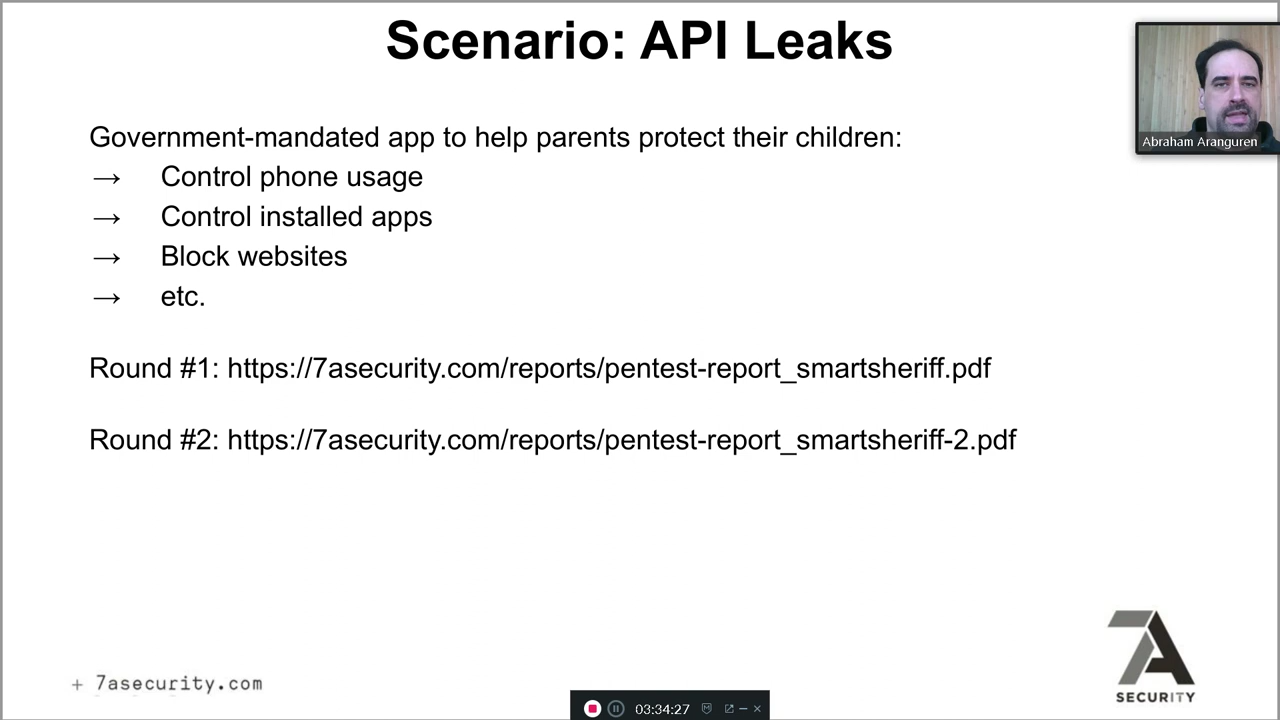 Scenario: API Leaks
Abraham Aranguren
Government-mandated app to help parents protect their children:
→ Control phone usage
→ Control installed apps
→ Block websites
→ etc.
Round #1: https://7asecurity.com/reports/pentest-report_smartsheriff.pdf
Round #2: https://7asecurity.com/reports/pentest-report_smartsheriff-2.pdf
7A
SECURITY
+ 7asecurity.com
03:34:27